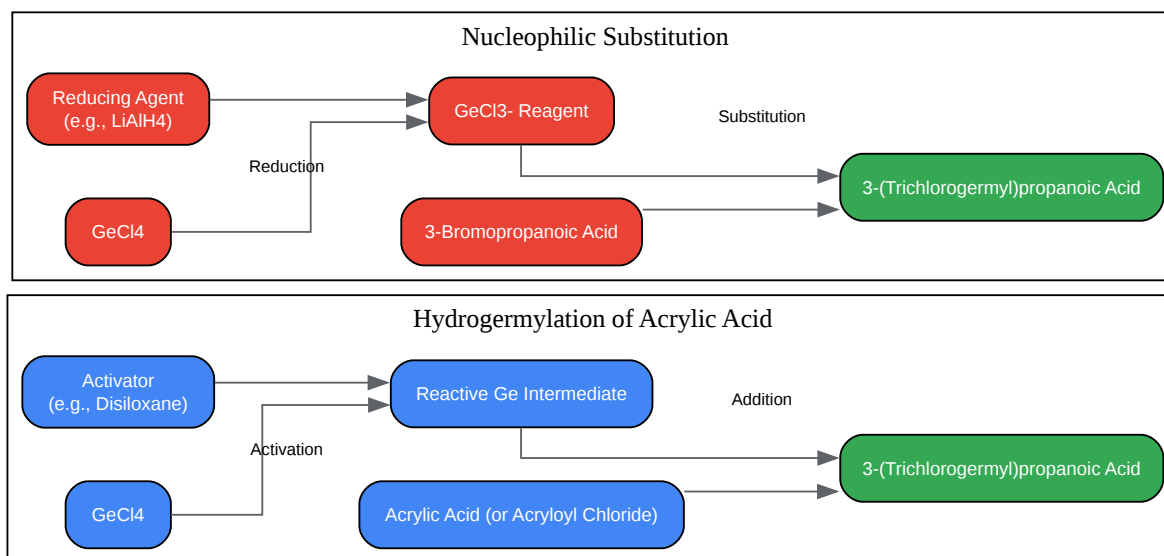 Nucleophilic Substitution
Reducing Agent
(e.g., LiAlH4)
GeCl3- Reagent
Substitution
Reduction
3-(Trichlorogermyl)propanoic Acid
GeCl4
3-Bromopropanoic Acid
Hydrogermylation of Acrylic Acid
Activator
(e.g., Disiloxane)
Reactive Ge Intermediate
Addition
Activation
3-(Trichlorogermyl)propanoic Acid
GeCl4
Acrylic Acid (or Acryloyl Chloride)